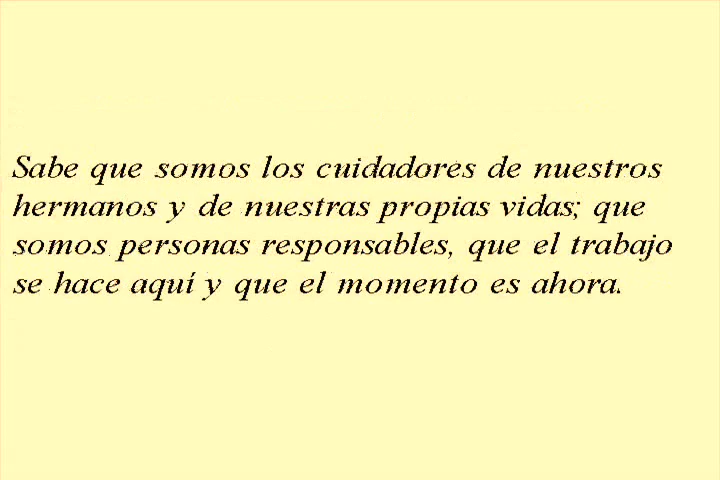 Sabe que somos los cuidadores de nuestros
hermanos y de nuestras propias vidas; que
somos personas responsables, que el trabajo
se hace aquí y que el momento es ahora.